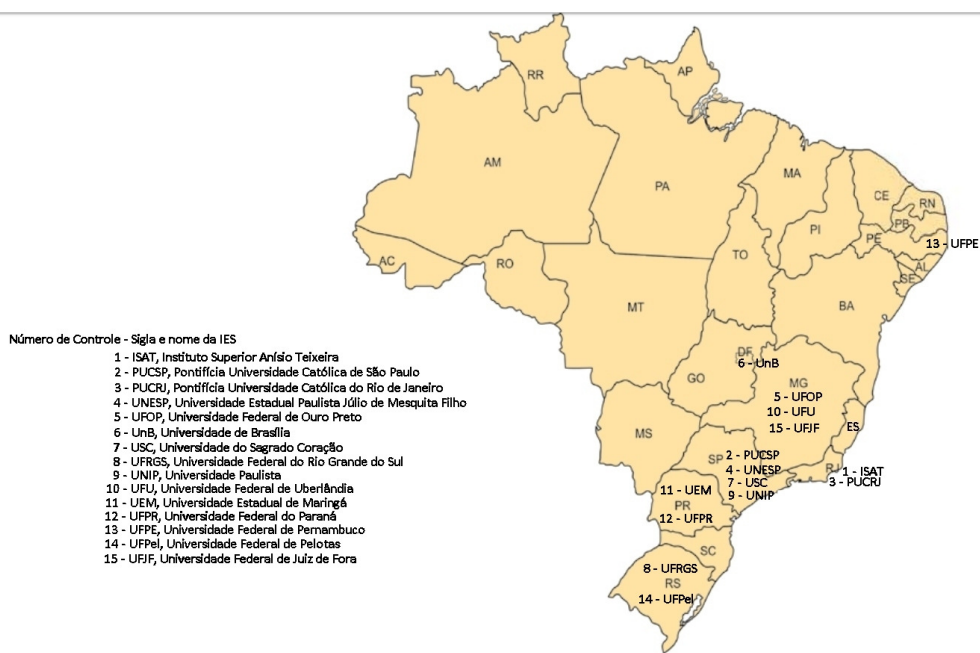 Número de Controle - Sigla e nome da IES
1 - ISAT, Instituto Superior Anísio Teixeira
2 - PUCSP, Pontifícia Universidade Católica de São Paulo
3 - PUCRJ, Pontifícia Universidade Católica do Rio de Janeiro
4 - UNESP, Universidade Estadual Paulista Júlio de Mesquita Filho
5 - UFOP, Universidade Federal de Ouro Preto
6 - UnB, Universidade de Brasília
7 - USC, Universidade do Sagrado Coração
8 - UFRGS, Universidade Federal do Rio Grande do Sul
9 - UNIP, Universidade Paulista
10 - UFU, Universidade Federal de Uberlândia
11 - UEM, Universidade Estadual de Maringá
12 - UFPR, Universidade Federal do Paraná
13 - UFPE, Universidade Federal de Pernambuco
14 - UFPel, Universidade Federal de Pelotas
15 - UFJF, Universidade Federal de Juiz de Fora
RR
AP
AM
PA
MA
CE
RN
PB
PI
PE
13 - UFPE
AC
RO
TO
AL
SE
MT
BA
DF
6 - UnB
GO
MG
5 - UFOP
10 - UFU
15 - UFJF
ES
MS
SP
2 - PUCSP
4 - UNESP
7 - USC
9 - UNIP
RJ
1 - ISAT
3 - PUCRJ
11 - UEM
PR
12 - UFPR
SC
8 - UFRGS
RS
14 - UFPel